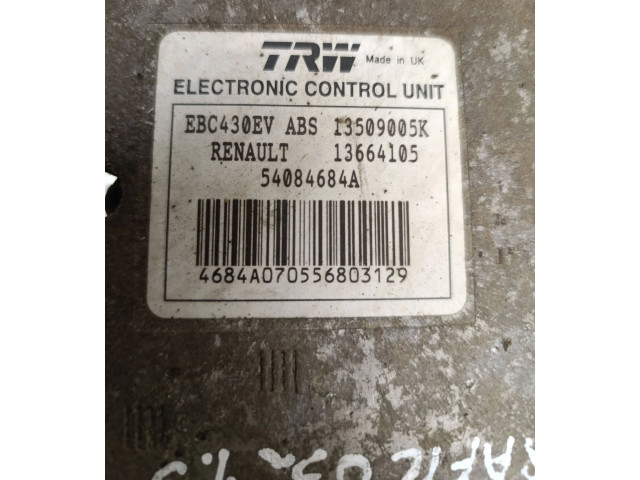 TRW Made in UK
ELECTRONIC CONTROL UNIT
EBC430EV ABS 13509005K
RENAULT 13664105
54084684A
4684A070556803129